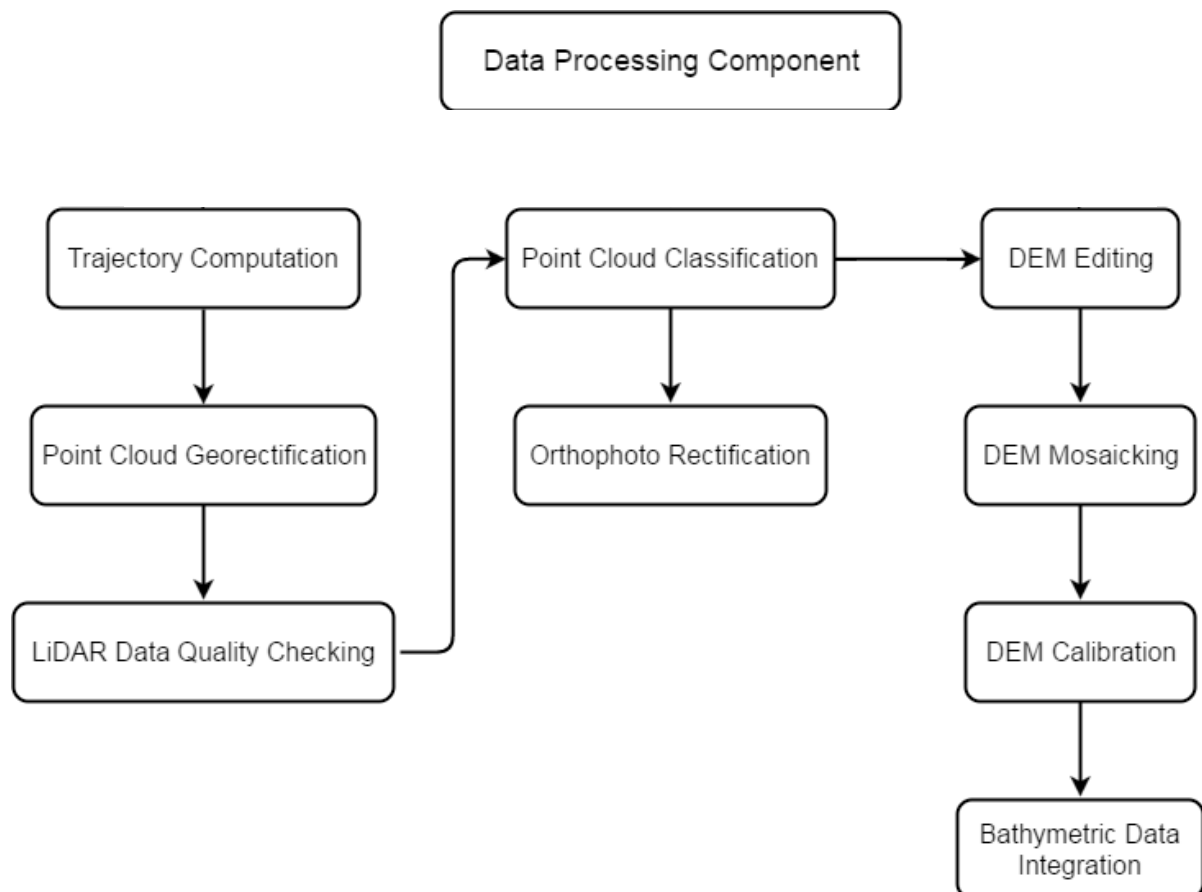 Data Processing Component
Trajectory Computation
Point Cloud Georectification
LiDAR Data Quality Checking
Point Cloud Classification
Orthophoto Rectification
DEM Editing
DEM Mosaicking
DEM Calibration
Bathymetric Data
Integration